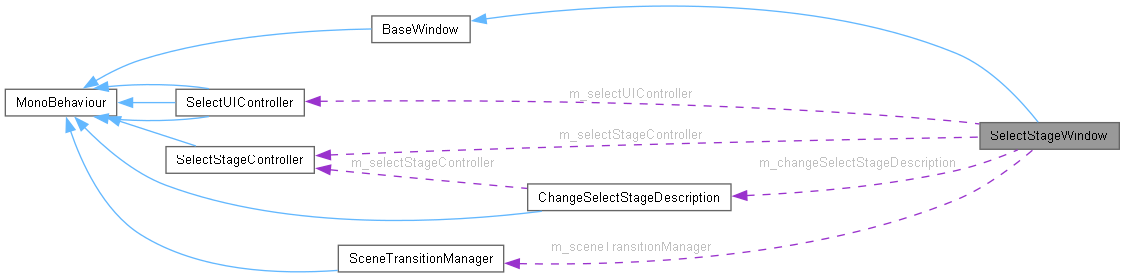 BaseWindow
MonoBehaviour
SelectUIController
m_selectUIController
SelectStageWindow
m_selectStageController
SelectStageController
m_selectStageController
m_changeSelectStageDescription
ChangeSelectStageDescription
m_sceneTransitionManager
SceneTransitionManager